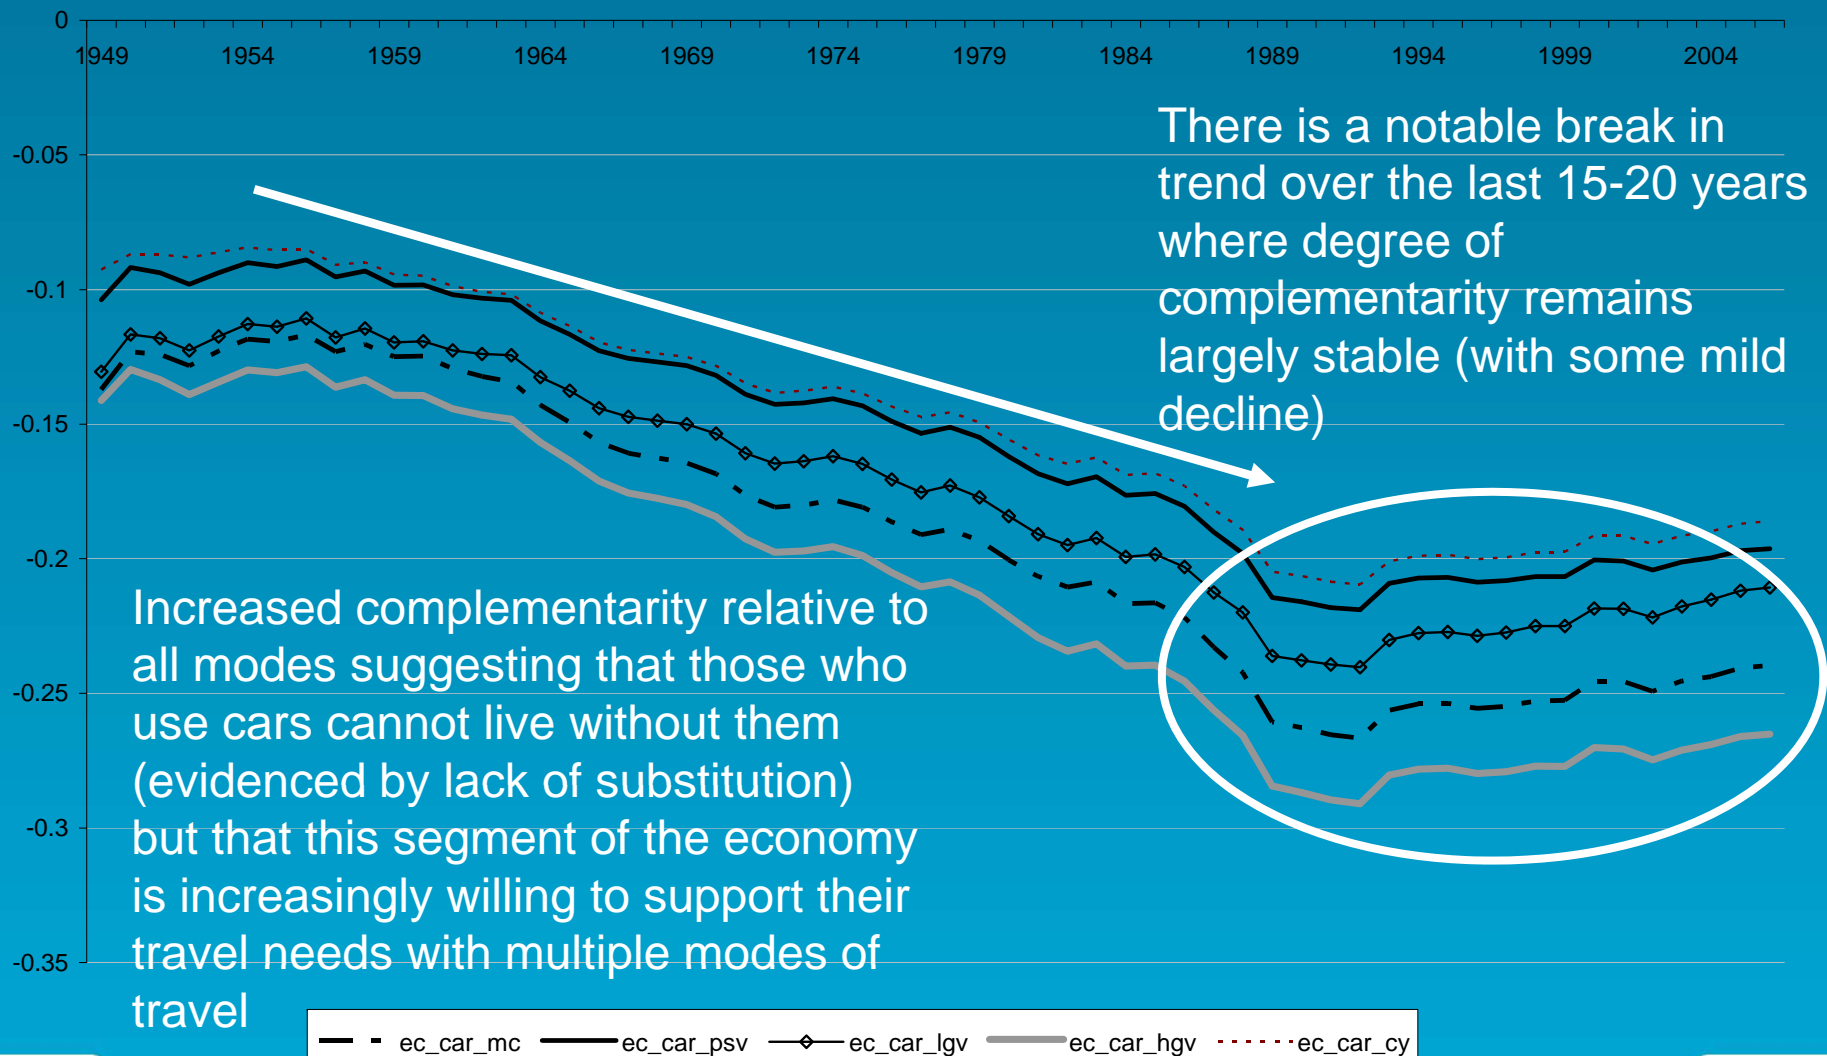 0
1949 1954 1959 1964 1969 1974 1979 1984 1989 1994 1999 2004
-0.05
-0.1
-0.15
-0.2
-0.25
-0.3
-0.35
There is a notable break in
trend over the last 15-20 years
where degree of
complementarity remains
largely stable (with some mild
decline)
Increased complementarity relative to
all modes suggesting that those who
use cars cannot live without them
(evidenced by lack of substitution)
but that this segment of the economy
is increasingly willing to support their
travel needs with multiple modes of
travel
ec_car_mc ec_car_psv ec_car_lgv ec_car_hgv ec_car_cy